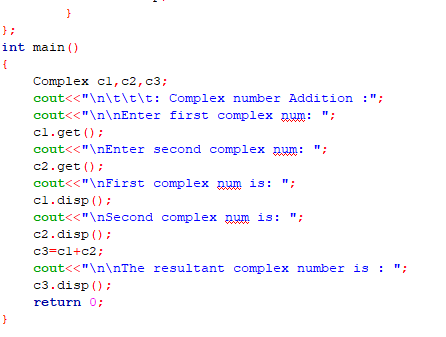 }
};
int main()
{
Complex c1,c2,c3;
cout<<"\n\t\t\t: Complex number Addition :";
cout<<"\n\nEnter first complex num: ";
c1.get();
cout<<"\nEnter second complex num: ";
c2.get();
cout<<"\nFirst complex num is: ";
c1.disp();
cout<<"\nSecond complex num is: ";
c2.disp();
c3=c1+c2;
cout<<"\n\nThe resultant complex number is : ";
c3.disp();
return 0;
}